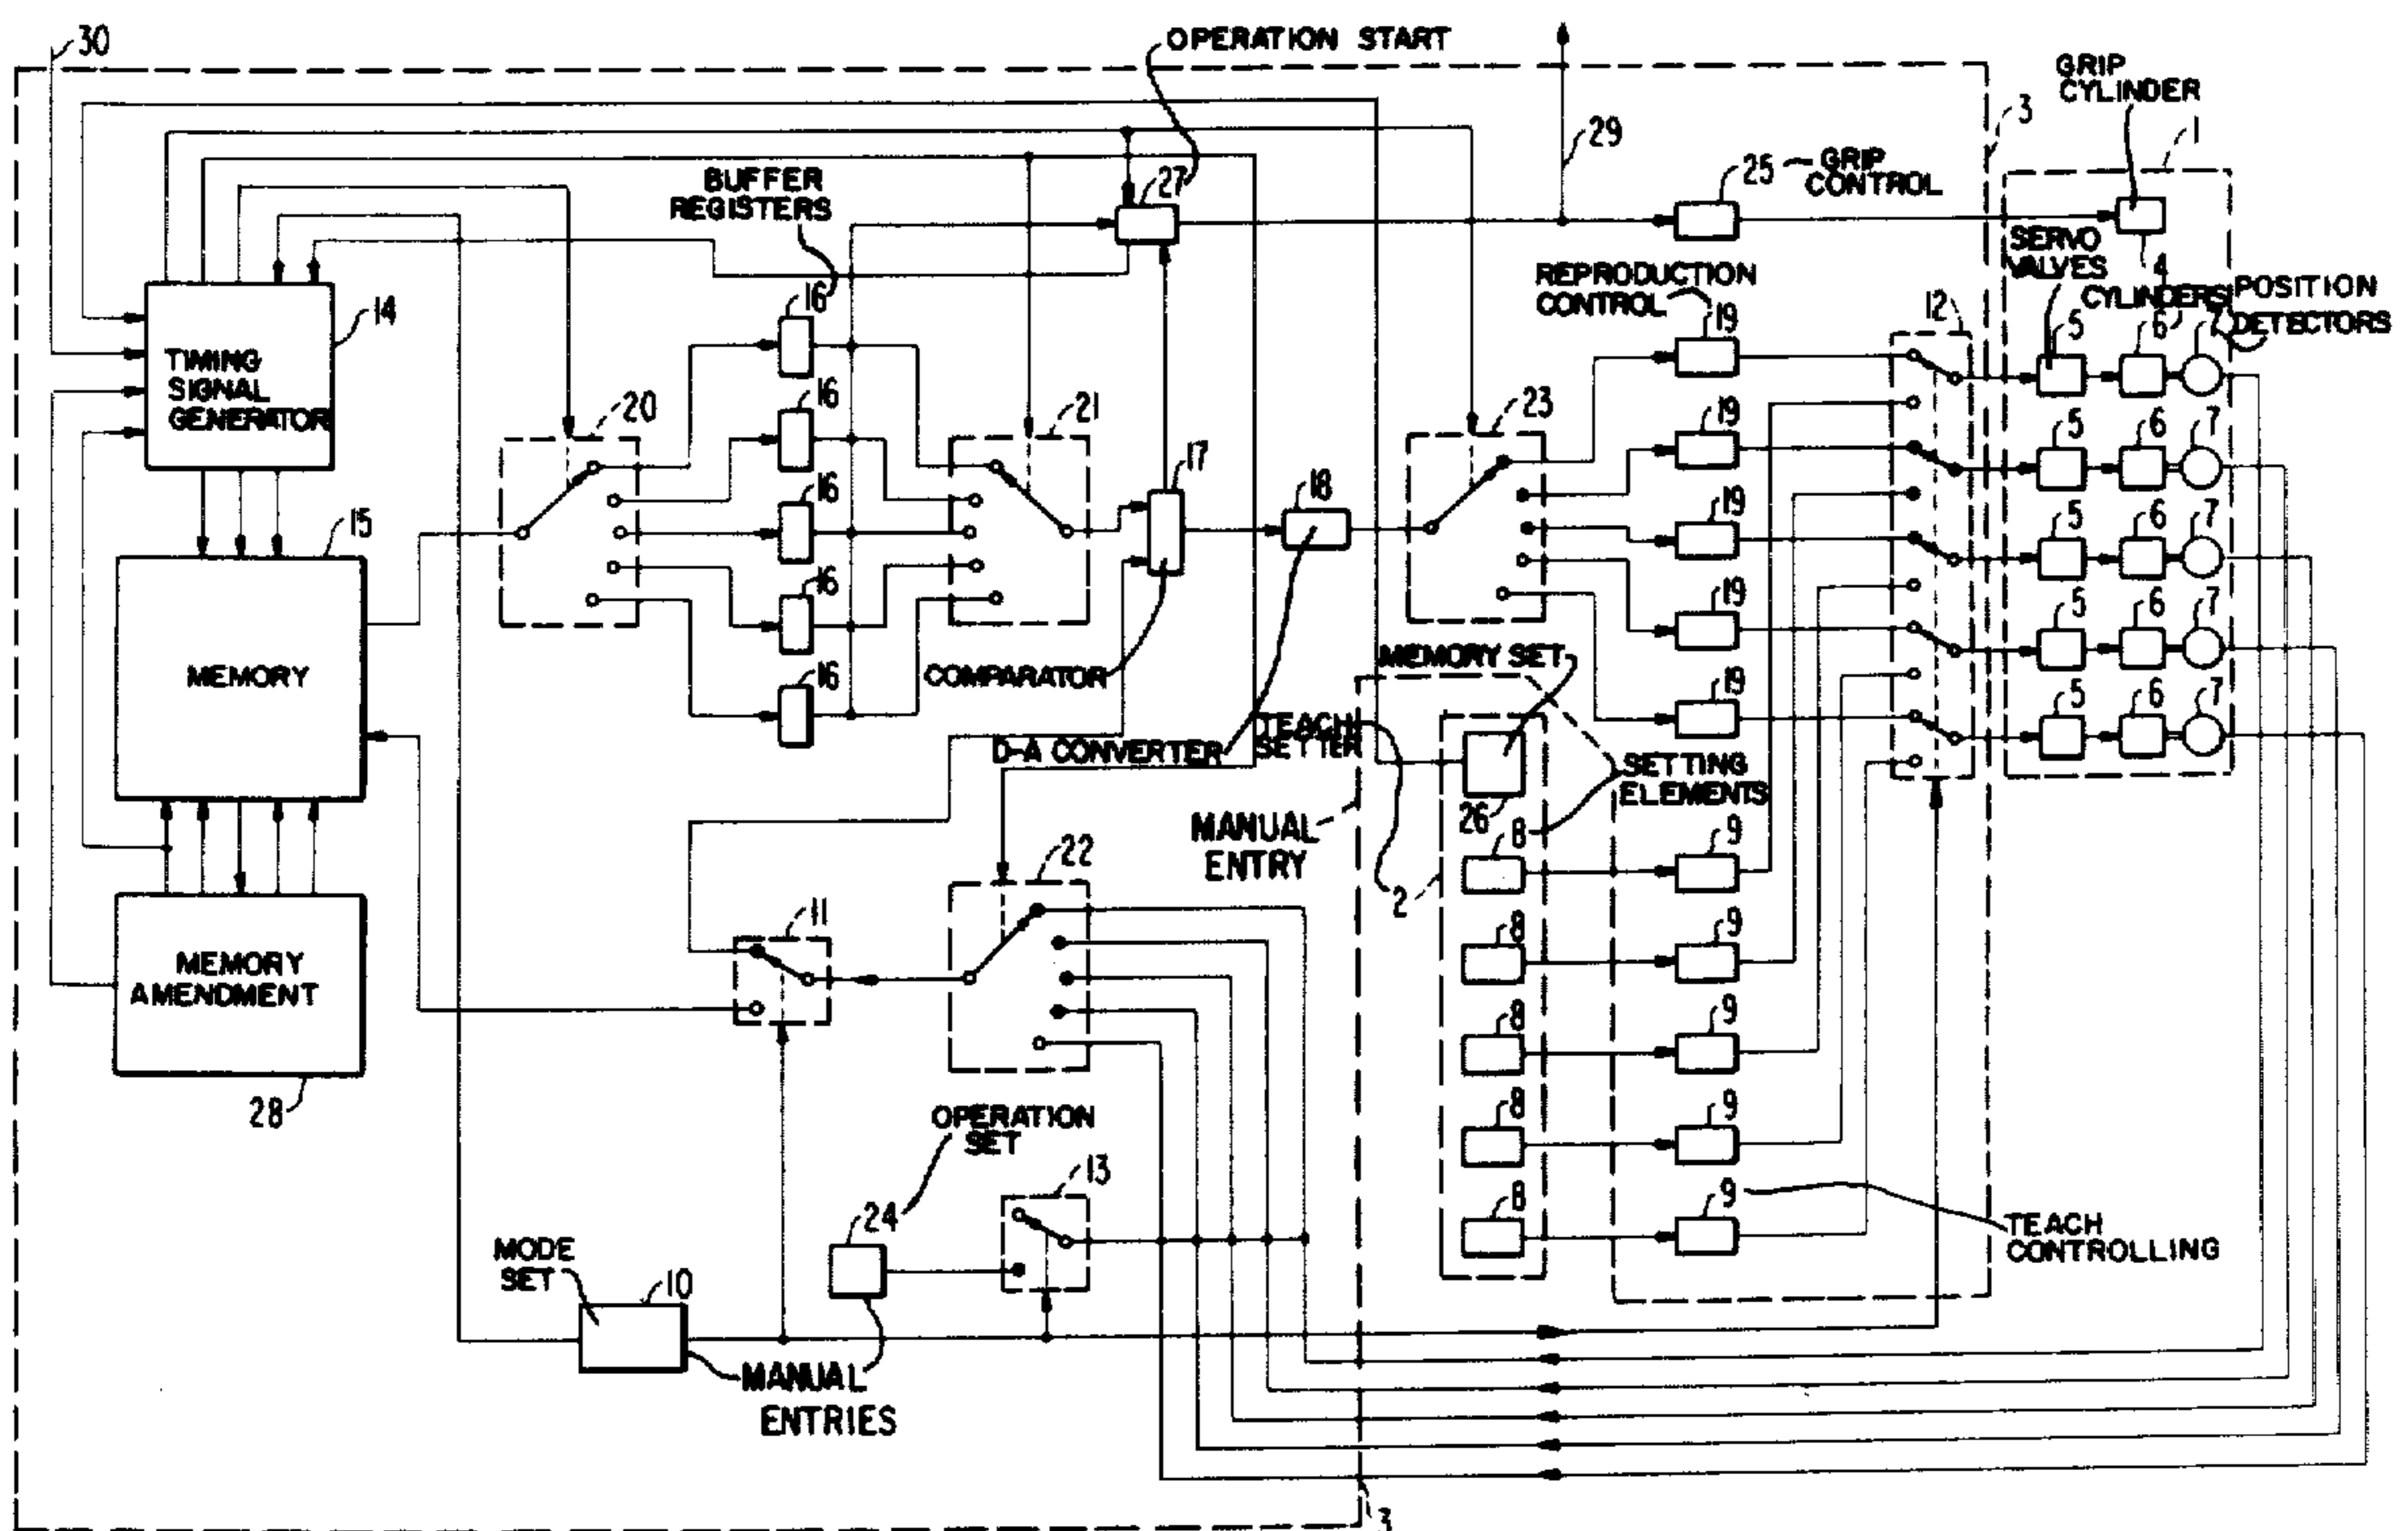 30
OPERATION START
GRIP
CYLINDER
3
1
29
27
25
GRIP
CONTROL
BUFFER
REGISTERS
SERVO
VALVES
4
REPRODUCTION
CONTROL
CYLINDERS
POSITION
DETECTORS
14
TIMING
SIGNAL
GENERATOR
16
19
12
5
6
7
20
16
21
23
19
5
6
7
15
16
17
18
19
5
6
7
MEMORY
16
COMPARATOR
MEMORY SET
19
5
6
7
16
D-A CONVERTER
TEACH
SETTER
19
5
6
7
SETTING
ELEMENTS
26
MANUAL
ENTRY
22
8
9
2
11
MEMORY
AMENDMENT
8
9
28
8
9
OPERATION
SET
13
8
9
24
8
9
TEACH
CONTROLLING
MODE
SET
10
MANUAL
ENTRIES
3